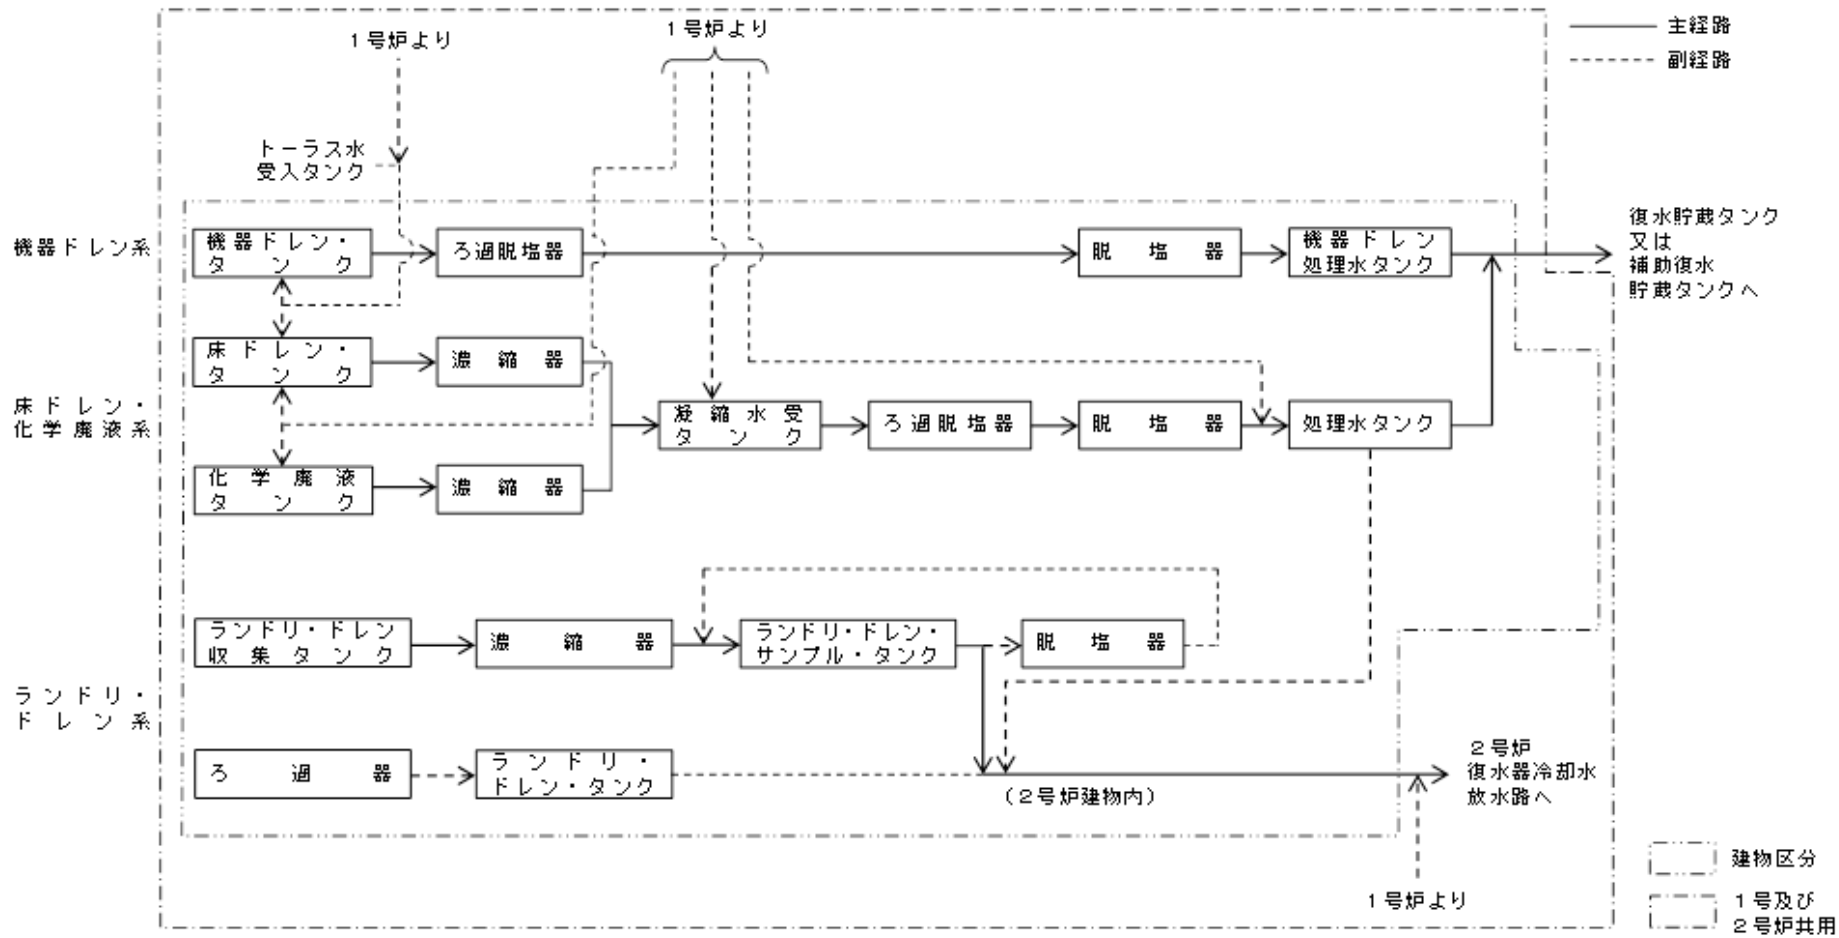 1号炉より
1号炉より
主経路
副経路
トーラス水
受入タンク
機器ドレン系
機器ドレン・
タンク
ろ過脱塩器
脱塩器
機器ドレン
処理水タンク
復水貯蔵タンク
又は
補助復水
貯蔵タンクへ
床ドレン・
タンク
濃縮器
床ドレン・
化学廃液系
凝縮水受
タンク
ろ過脱塩器
脱塩器
処理水タンク
化学廃液
タンク
濃縮器
ランドリ・ドレン
収集タンク
濃縮器
ランドリ・ドレン・
サンプル・タンク
脱塩器
ランドリ・
ドレン系
ろ過器
ランドリ・
ドレン・タンク
(2号炉建物内)
2号炉
復水器冷却水
放水路へ
1号炉より
建物区分
1号及び
2号炉共用